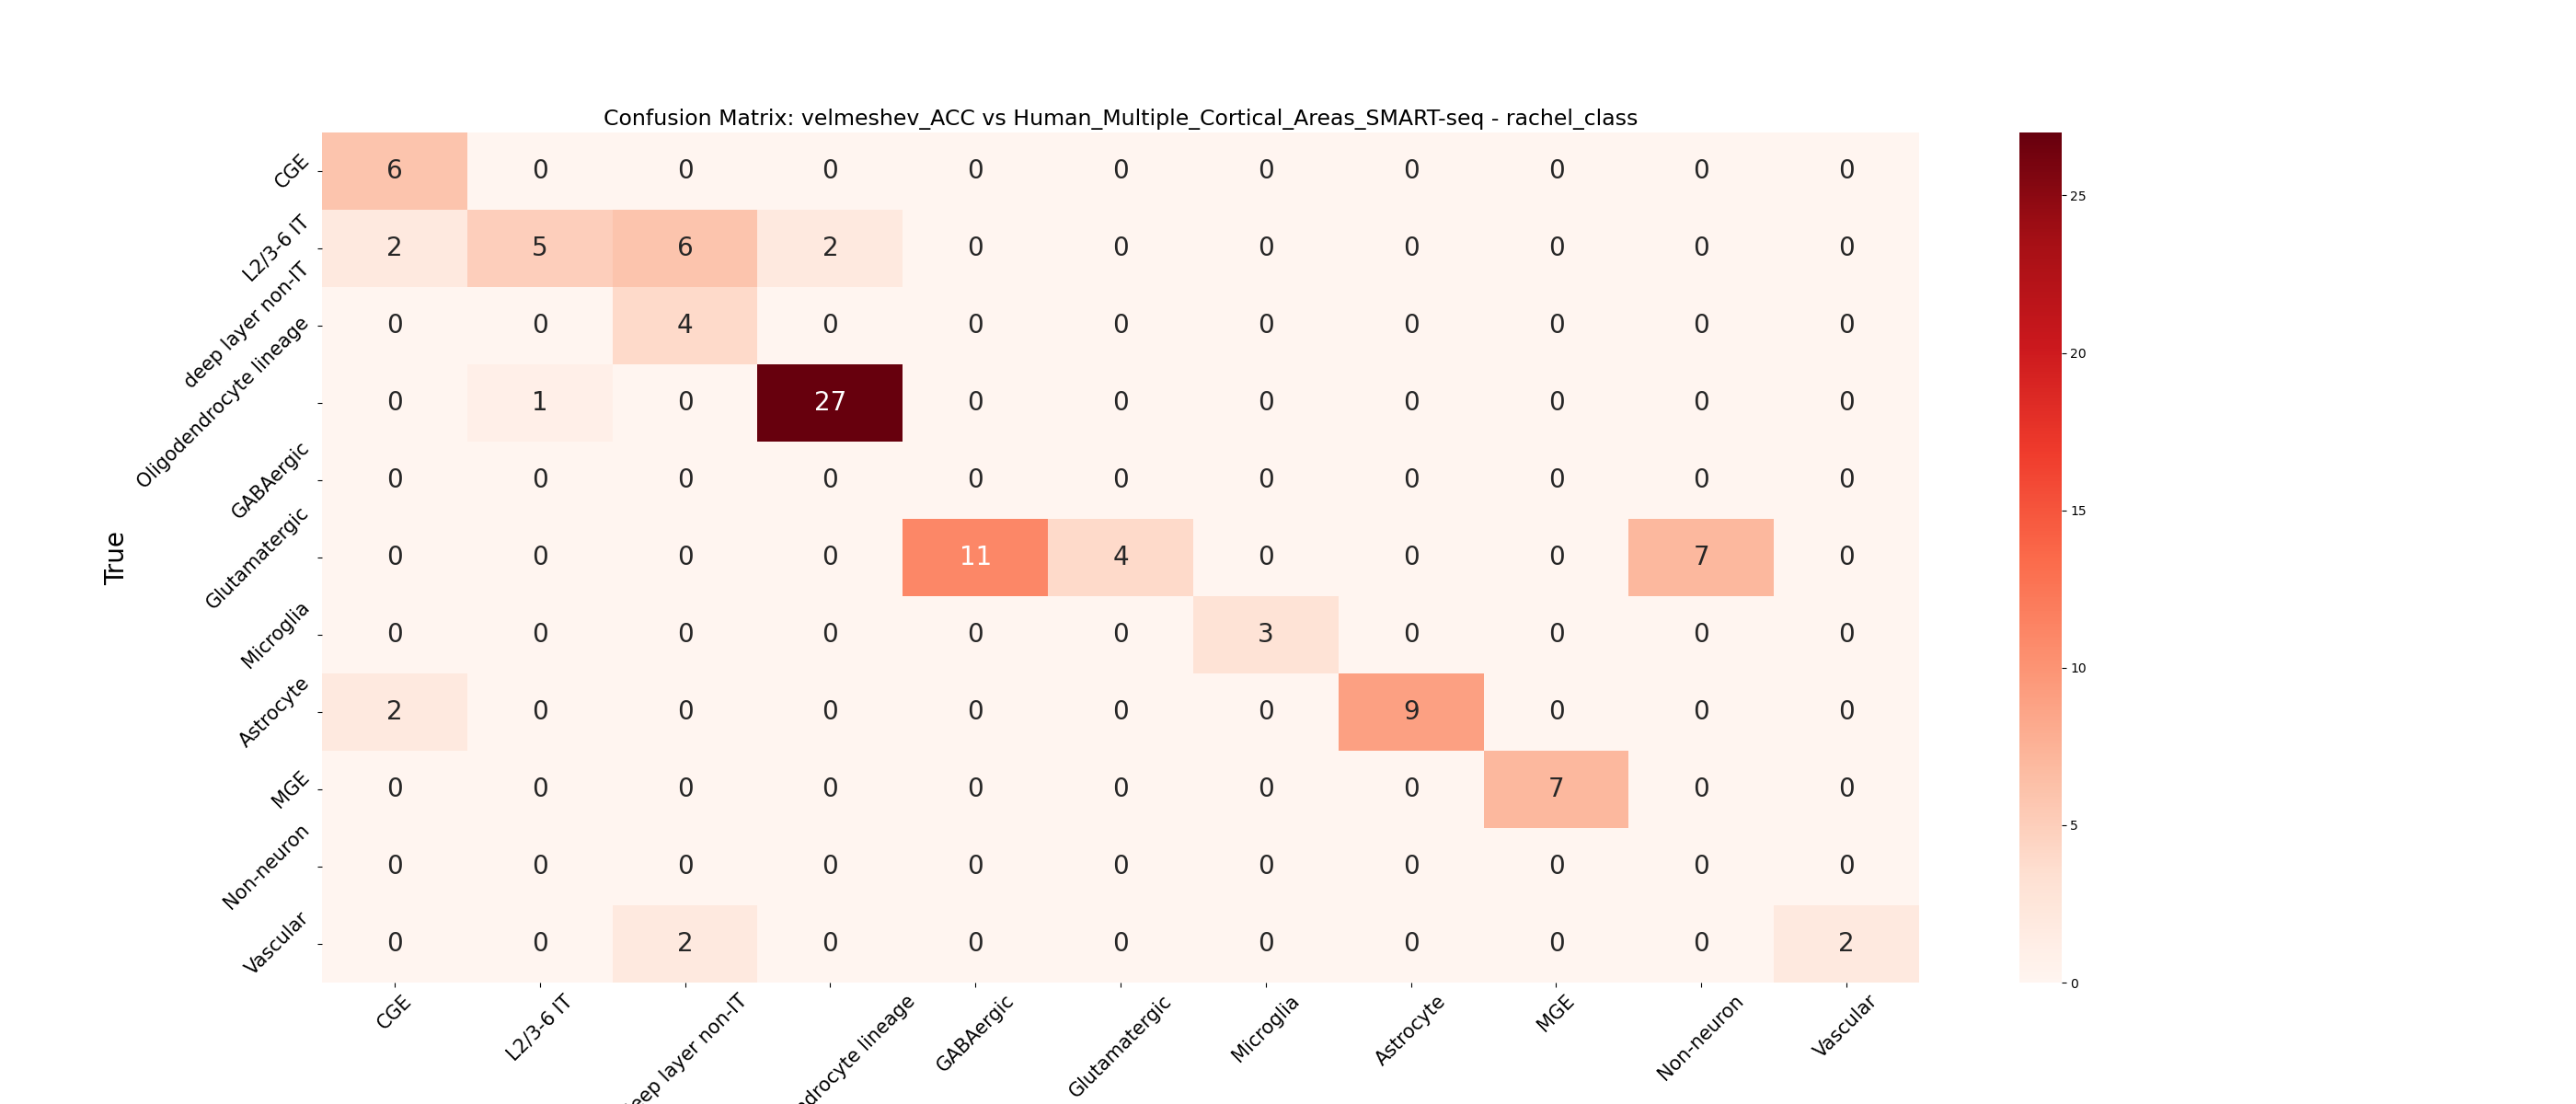 Confusion Matrix: velmeshev_ACC vs Human_Multiple_Cortical_Areas_SMART-seq - rachel_class
True
CGE 6 0 0 0 0 0 0 0 0 0 0
L2/3-6 IT 2 5 6 2 0 0 0 0 0 0 0
deep layer non-IT 0 0 4 0 0 0 0 0 0 0 0
Oligodendrocyte lineage 0 1 0 27 0 0 0 0 0 0 0
GABAergic 0 0 0 0 0 0 0 0 0 0 0
Glutamatergic 0 0 0 0 11 4 0 0 0 7 0
Microglia 0 0 0 0 0 0 3 0 0 0 0
Astrocyte 2 0 0 0 0 0 0 9 0 0 0
MGE 0 0 0 0 0 0 0 0 7 0 0
Non-neuron 0 0 0 0 0 0 0 0 0 0 0
Vascular 0 0 2 0 0 0 0 0 0 0 2
CGE
L2/3-6 IT
layer non-IT
lineage
GABAergic
Glutamatergic
Microglia
Astrocyte
MGE
Non-neuron
Vascular
25
20
15
10
5
0